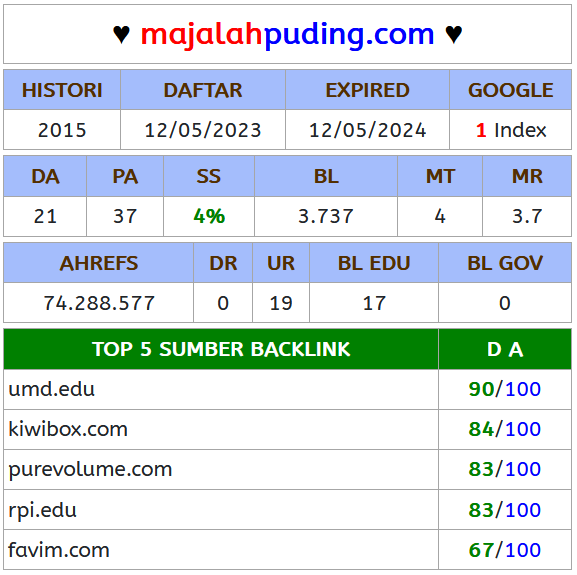 ♥ majalahpuding.com ♥
HISTORI DAFTAR EXPIRED GOOGLE
2015 12/05/2023 12/05/2024 1 Index
DA PA SS BL MT MR
21 37 4% 3.737 4 3.7
AHREFS DR UR BL EDU BL GOV
74.288.577 0 19 17 0
TOP 5 SUMBER BACKLINK D A
umd.edu 90/100
kiwibox.com 84/100
purevolume.com 83/100
rpi.edu 83/100
favim.com 67/100